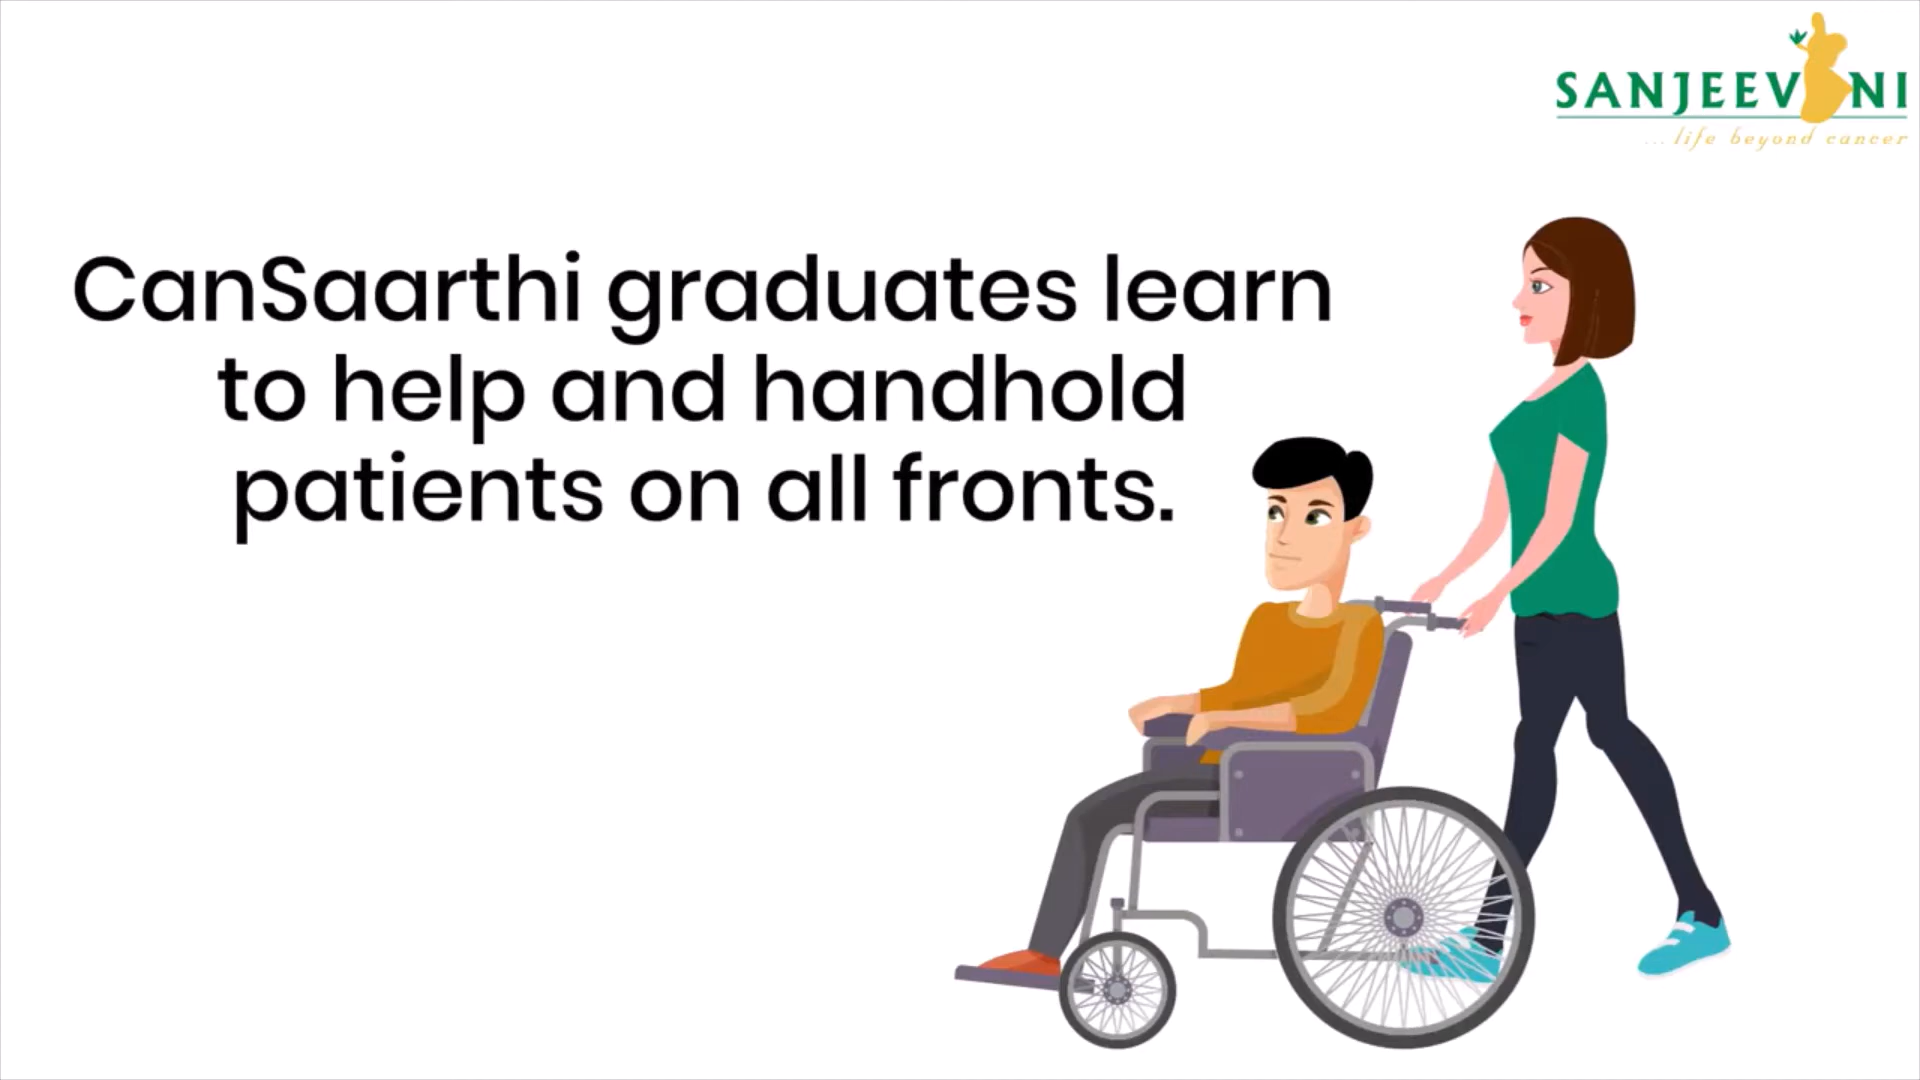 SANJEEVANI
...life beyond cancer
CanSaarthi graduates learn
to help and handhold
patients on all fronts.